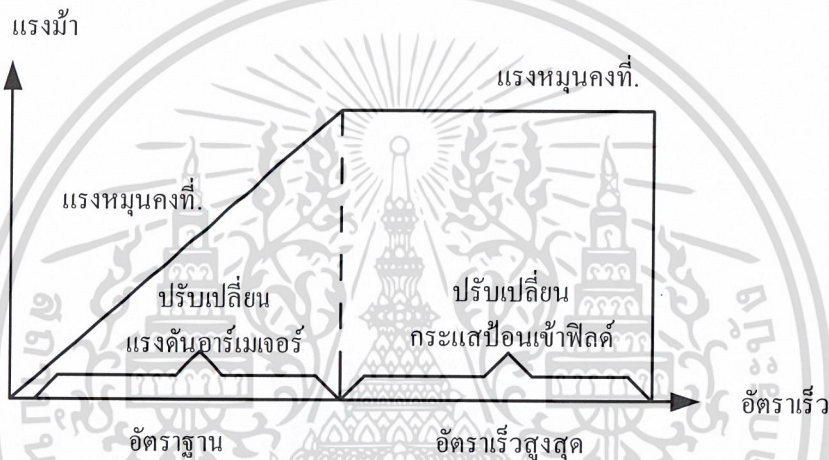 แรงม้า
แรงหมุนคงที่.
แรงหมุนคงที่.
ปรับเปลี่ยน
แรงดันอาร์เมเจอร์
ปรับเปลี่ยน
กระแสป้อนเข้าฟิลด์
อัตราเร็ว
อัตราฐาน
อัตราเร็วสูงสุด